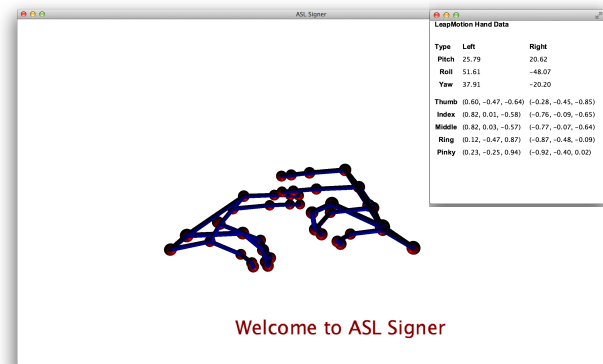 ASL Signer
LeapMotion Hand Data
Type Left Right
Pitch 25.79 20.62
Roll 51.61 -48.07
Yaw 37.91 -20.20
Thumb (0.60, -0.47, -0.64) (-0.28, -0.45, -0.85)
Index (0.82, 0.01, -0.58) (-0.76, -0.09, -0.65)
Middle (0.82, 0.03, -0.57) (-0.77, -0.07, -0.64)
Ring (0.12, -0.47, 0.87) (-0.87, -0.48, -0.09)
Pinky (0.23, -0.25, 0.94) (-0.92, -0.40, 0.02)
Welcome to ASL Signer